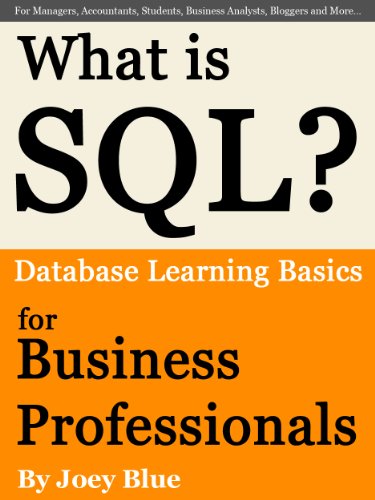 For Managers, Accountants, Students, Business Analysts, Bloggers and More...
What is
SQL?
Database Learning Basics
for
Business
Professionals
By Joey Blue